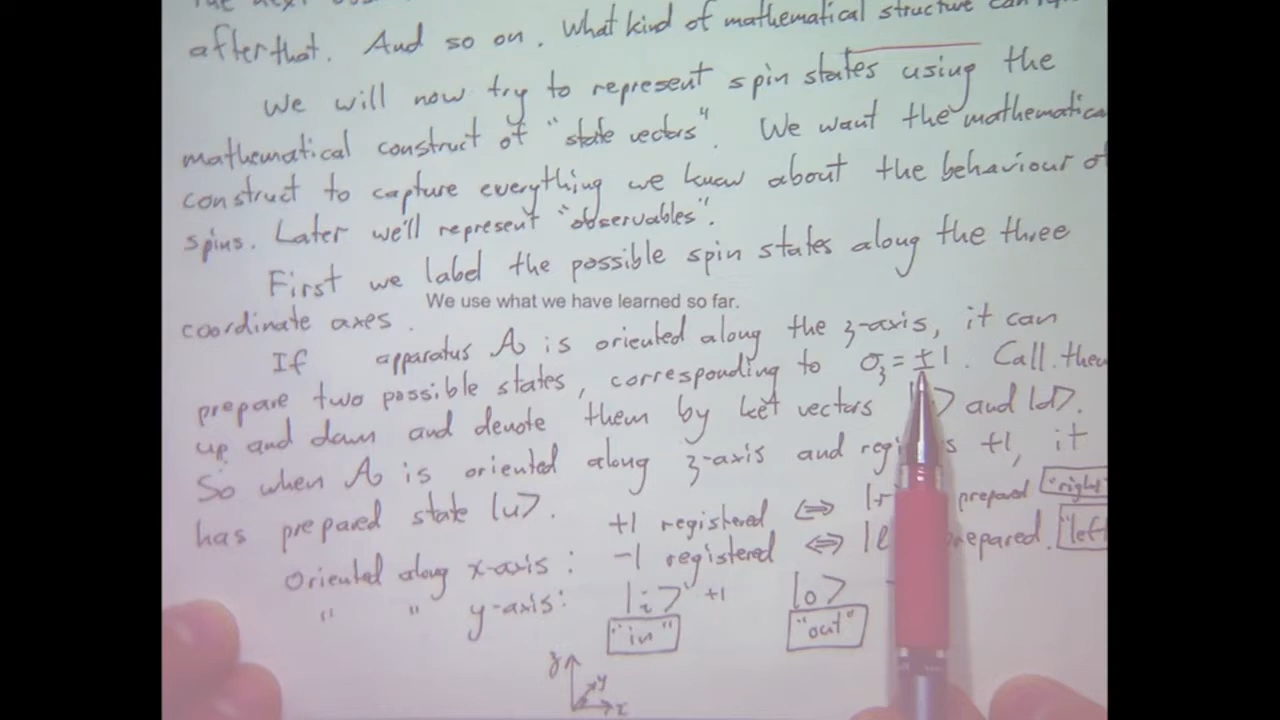 The next
after that. And so on. What kind of mathematical structure can
We will now try to represent spin states using the
mathematical construct of "state vectors". We want the mathematical
construct to capture everything we know about the behaviour of
spins. Later we'll represent "observables".
First we label the possible spin states along the three
We use what we have learned so far.
coordinate axes.
If apparatus A is oriented along the z-axis, it can
prepare two possible states, corresponding to σz = ±1. Call them
up and down and denote them by ket vectors | > and |d>.
So when A is oriented along z-axis and registers +1, it
has prepared state |u>.
+1 registered ⇔ |r prepared "right"
Oriented along x-axis: -1 registered ⇔ |l prepared. "left
" " y-axis: |i> +1 |o> -
"in" "out"
z
y
x